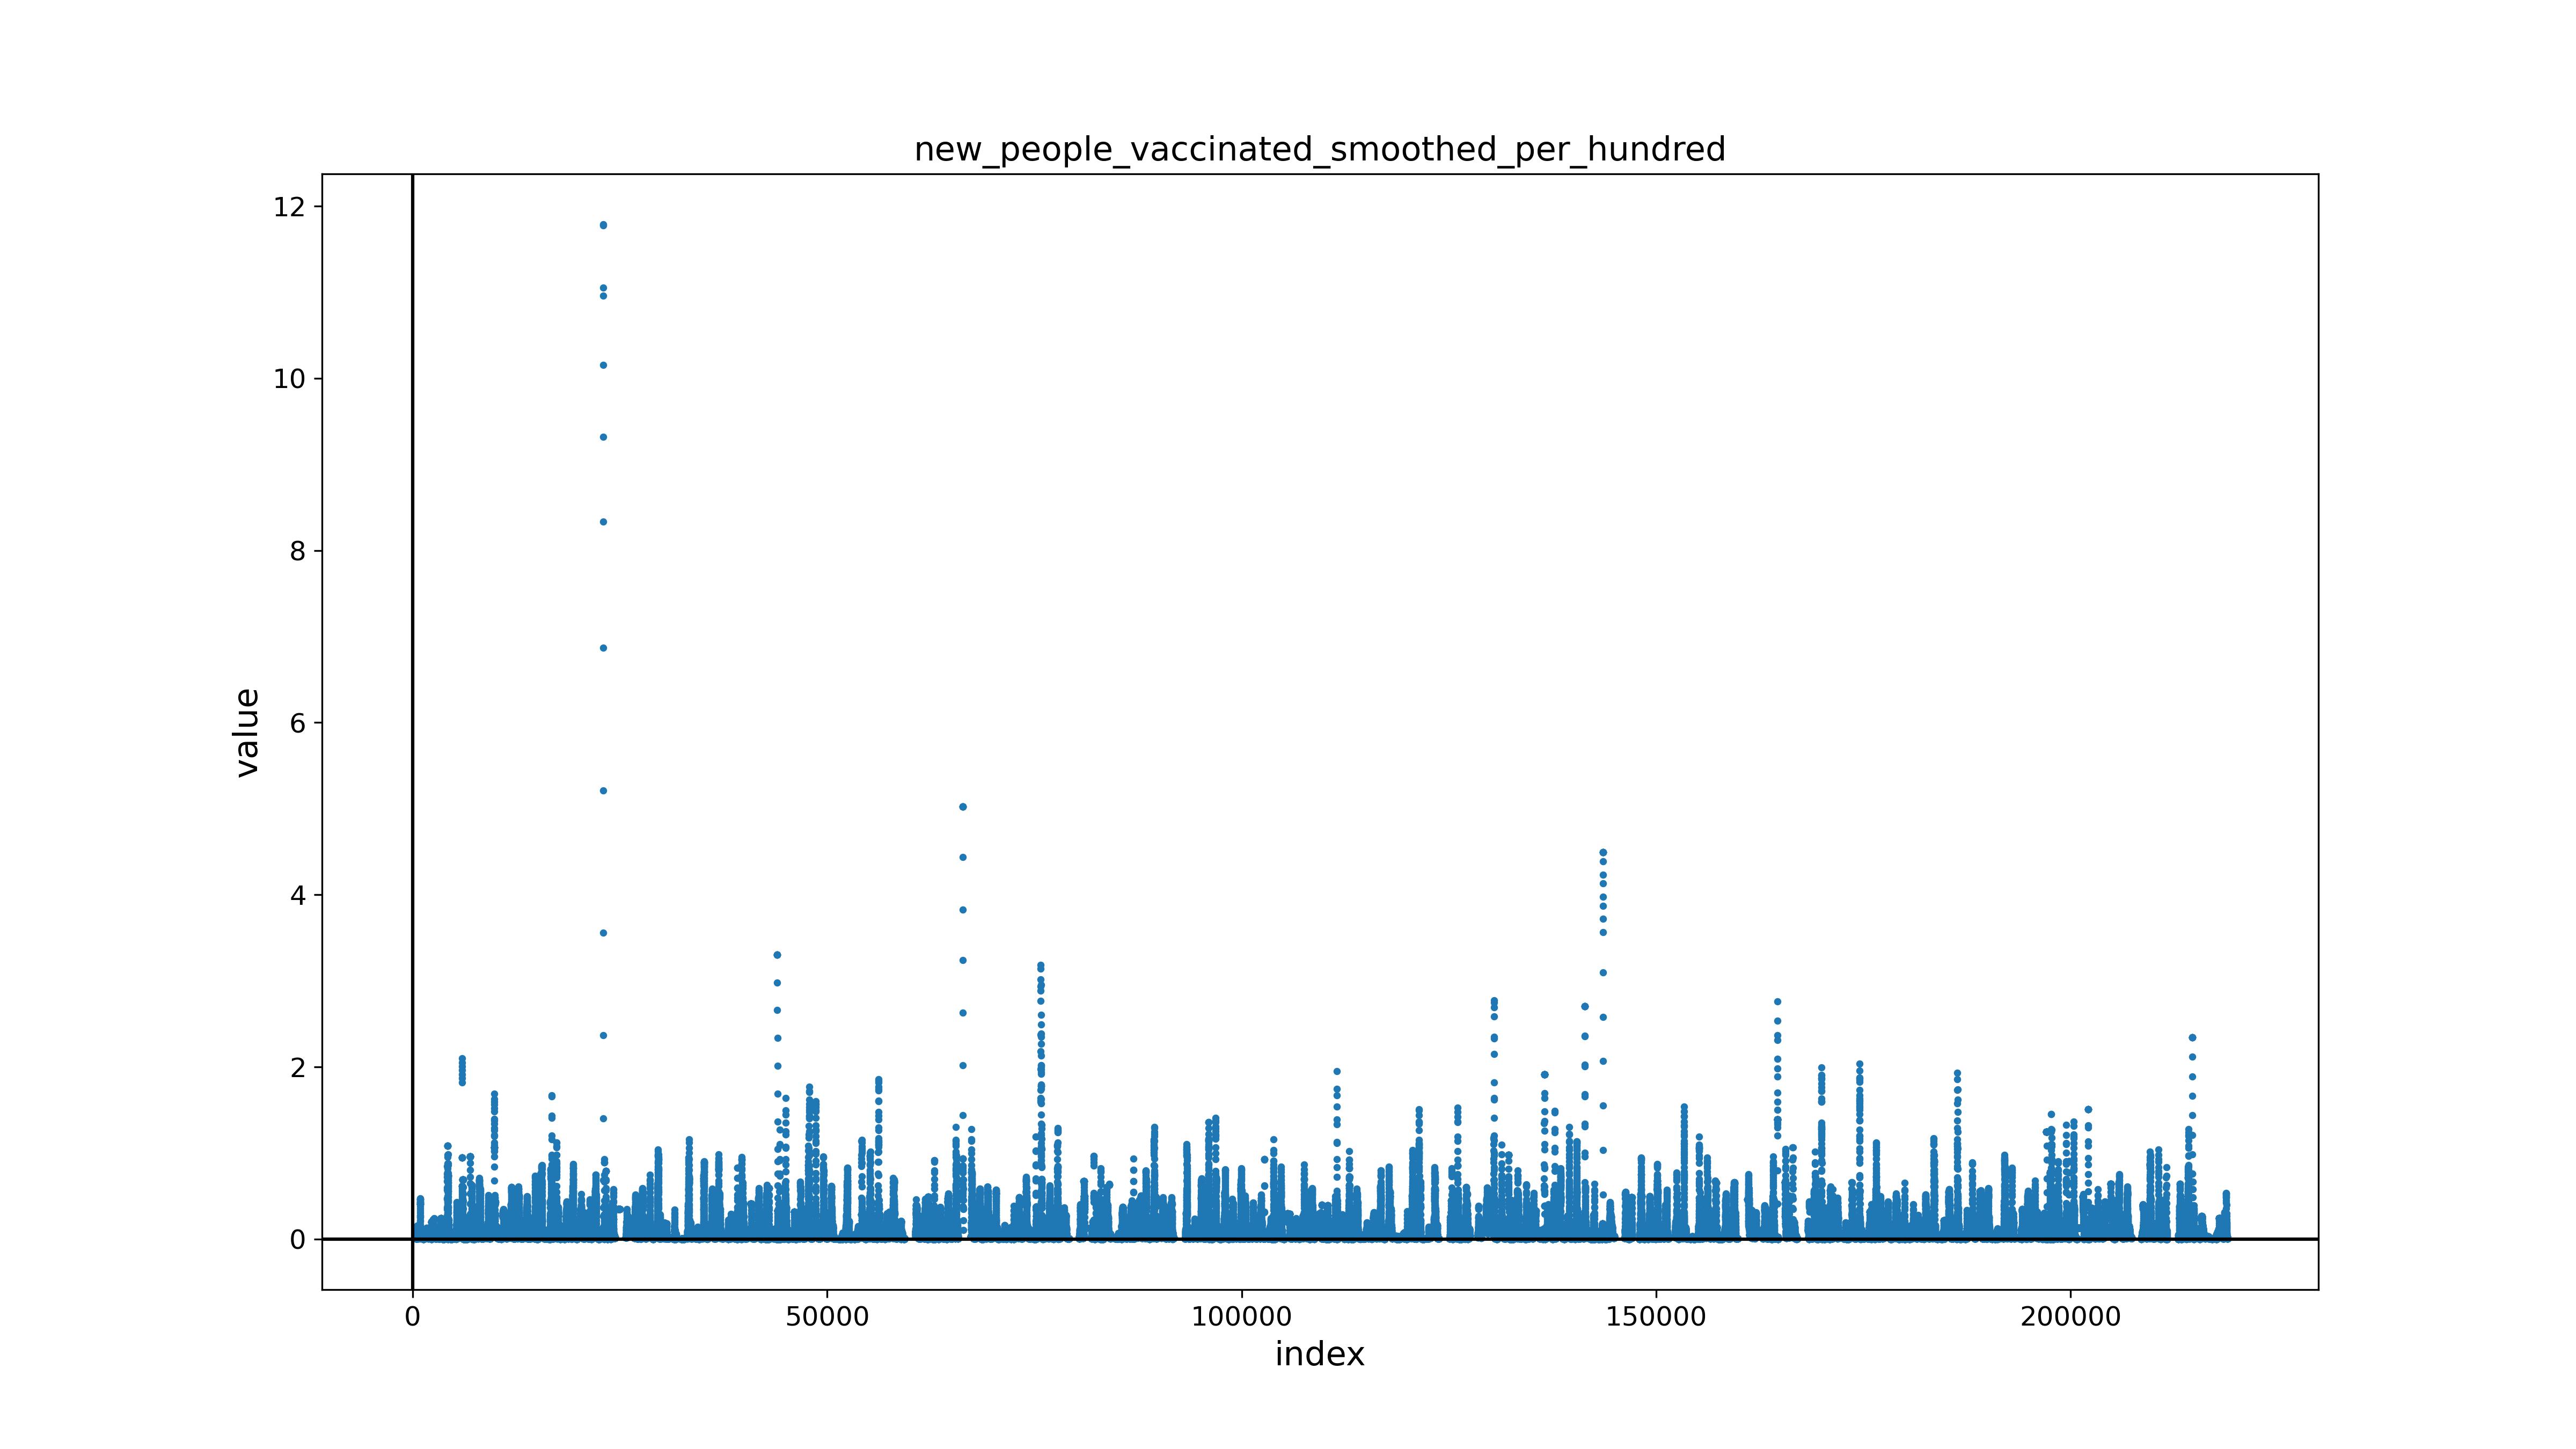 new_people_vaccinated_smoothed_per_hundred
12
10
8
6
4
2
0
value
0 50000 100000 150000 200000
index